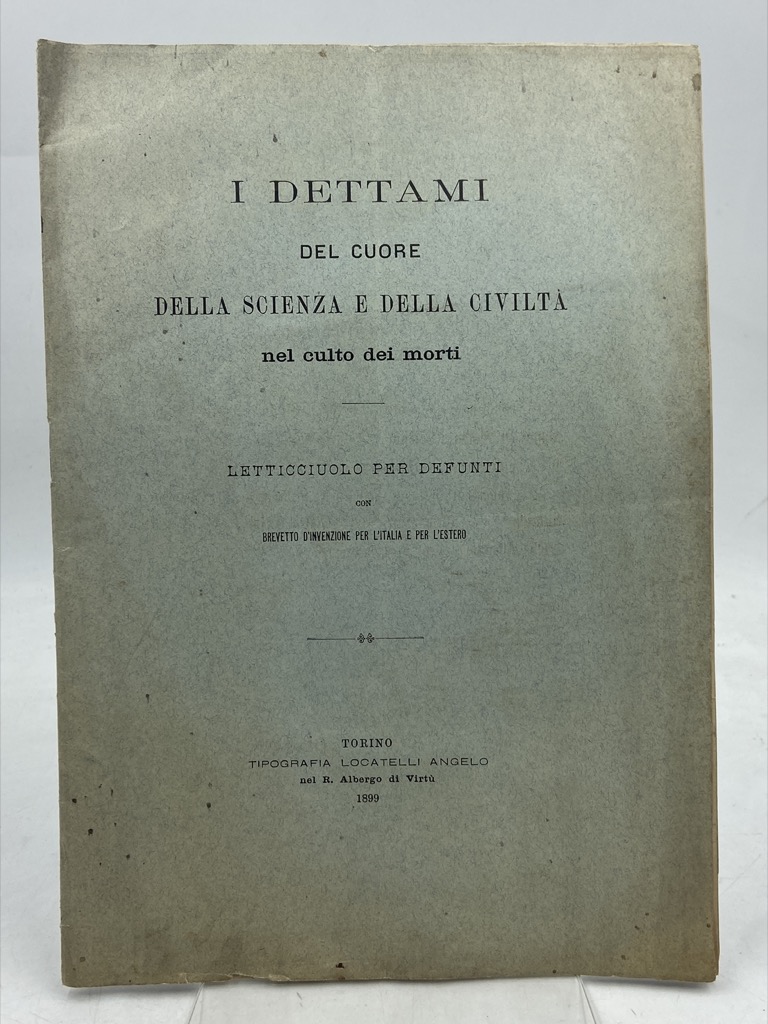 I DETTAMI
DEL CUORE
DELLA SCIENZA E DELLA CIVILTÀ
nel culto dei morti
LETTICCIUOLO PER DEFUNTI
CON
BREVETTO D'INVENZIONE PER L'ITALIA E PER L'ESTERO
TORINO
TIPOGRAFIA LOCATELLI ANGELO
nel R. Albergo di Virtù
1899